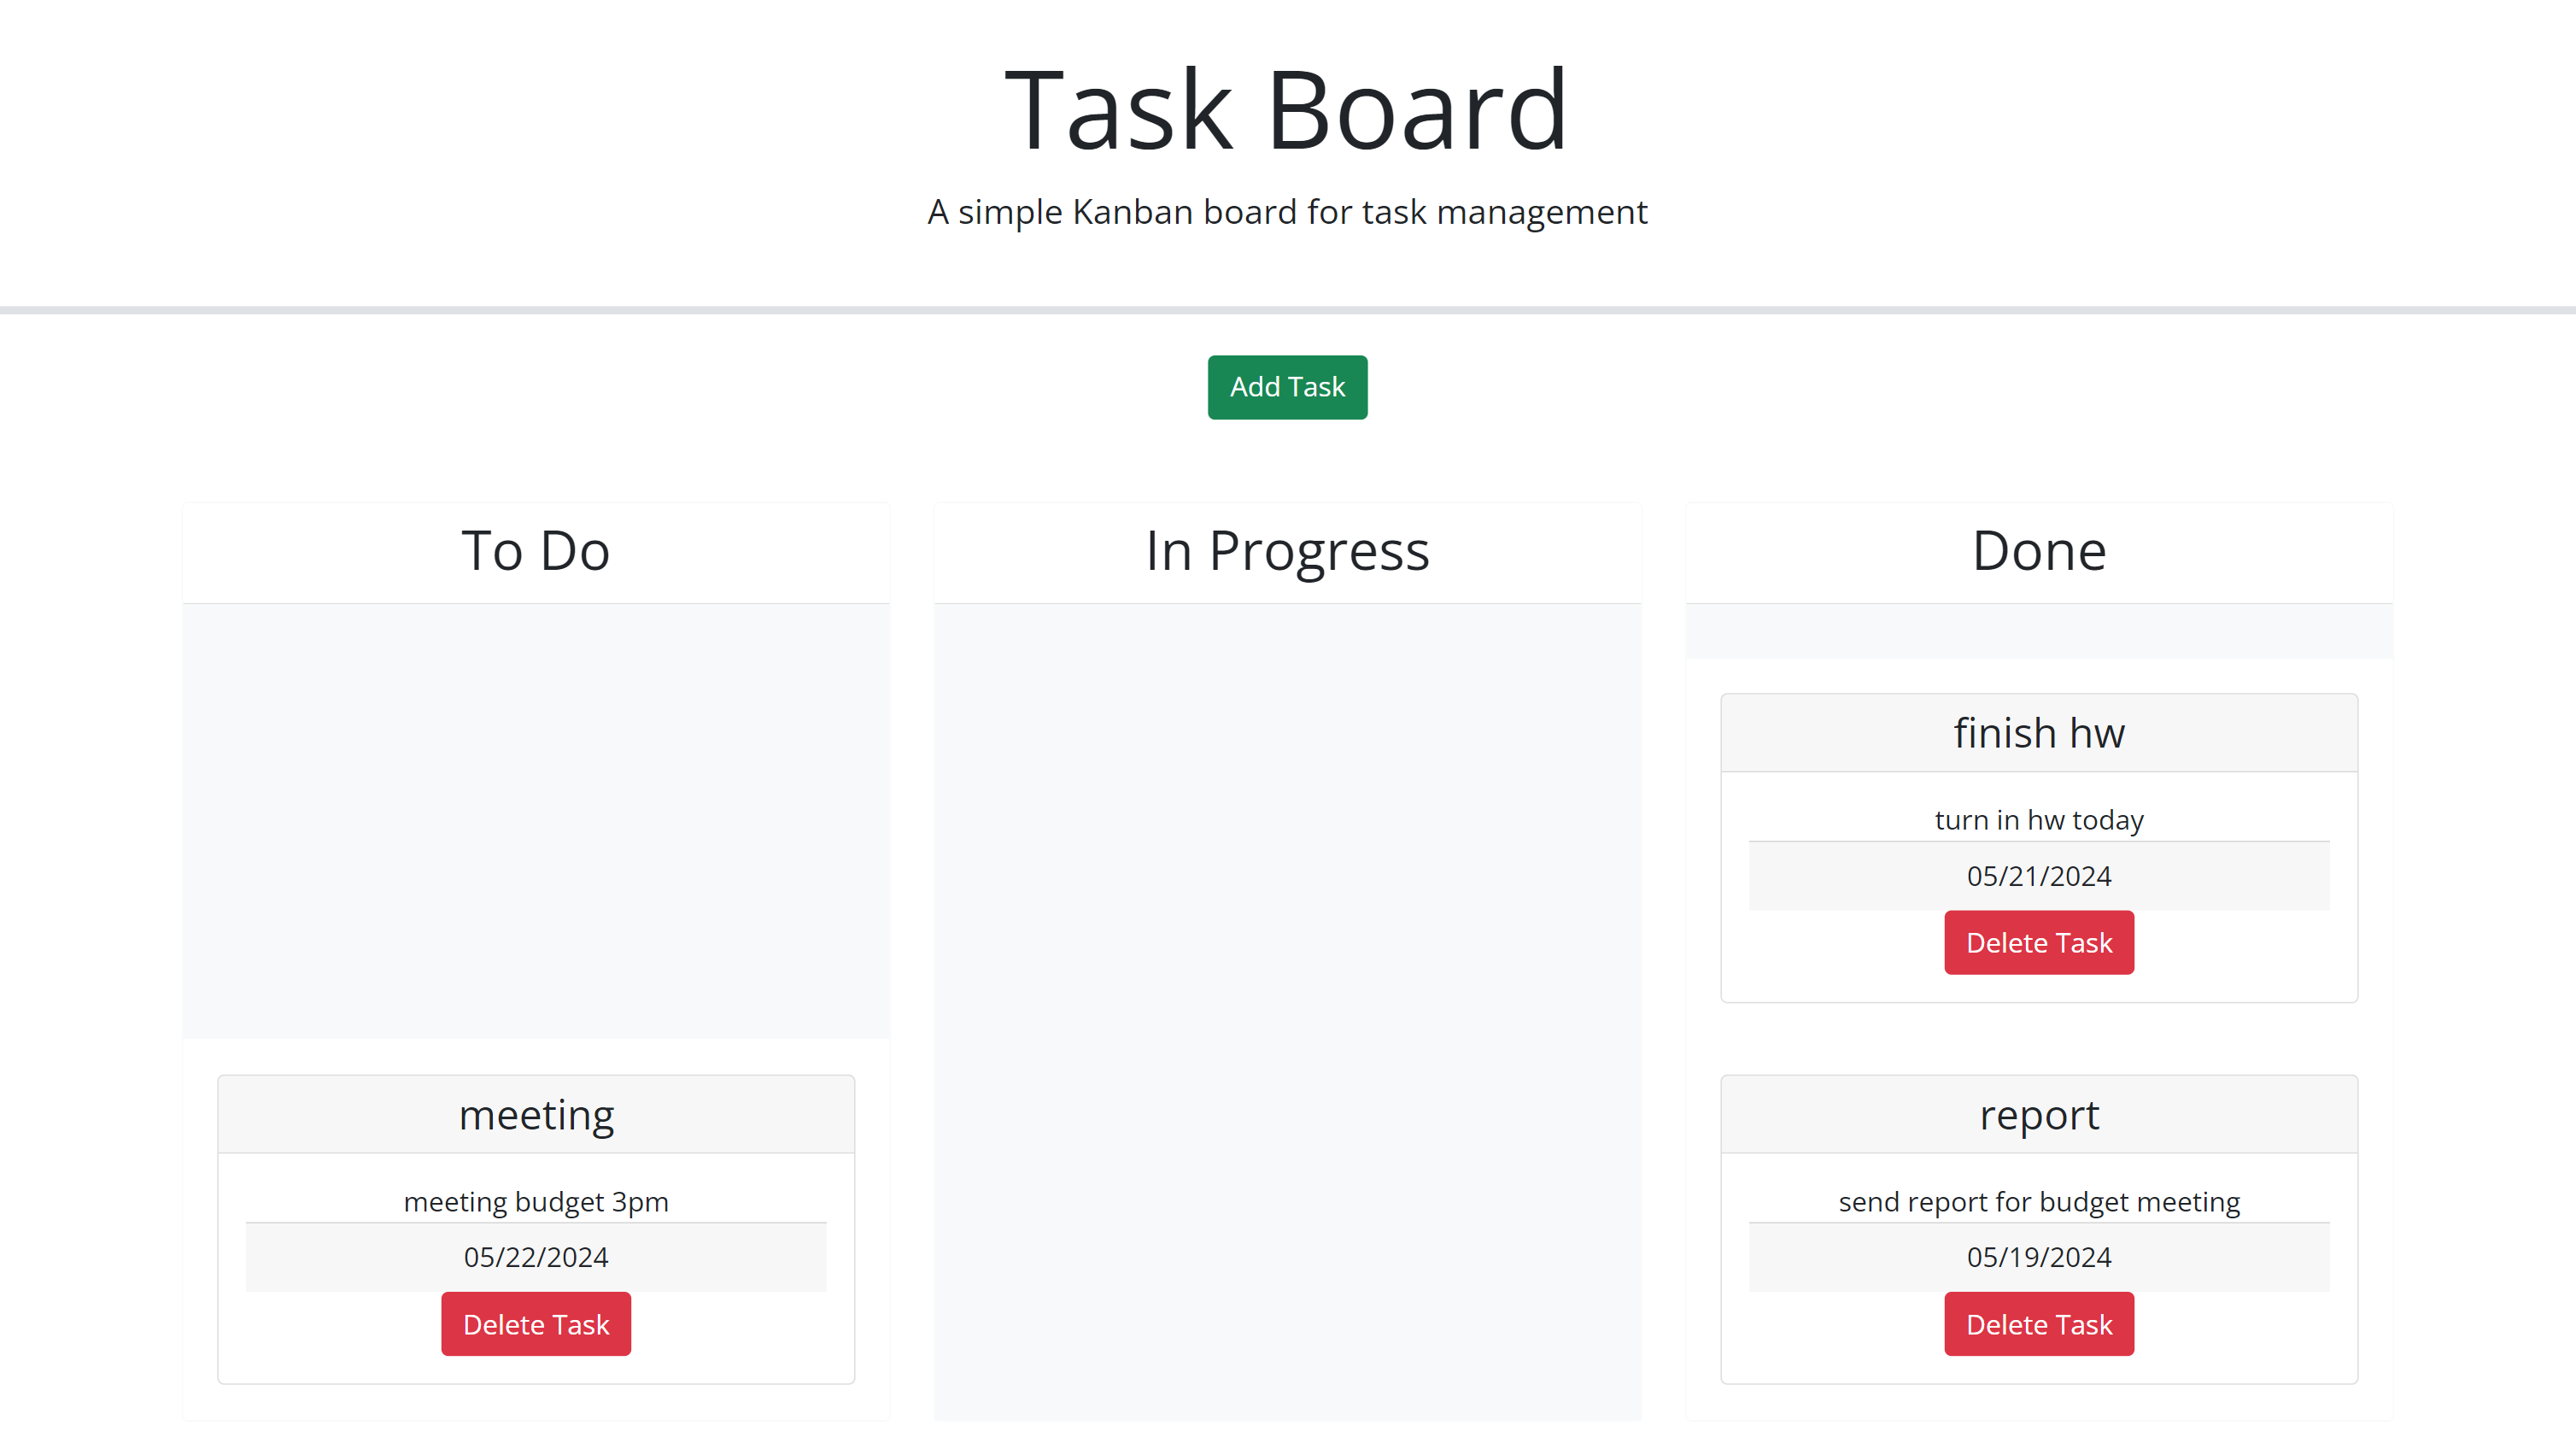 Task Board
A simple Kanban board for task management
Add Task
To Do
meeting
meeting budget 3pm
05/22/2024
Delete Task
In Progress
Done
finish hw
turn in hw today
05/21/2024
Delete Task
report
send report for budget meeting
05/19/2024
Delete Task